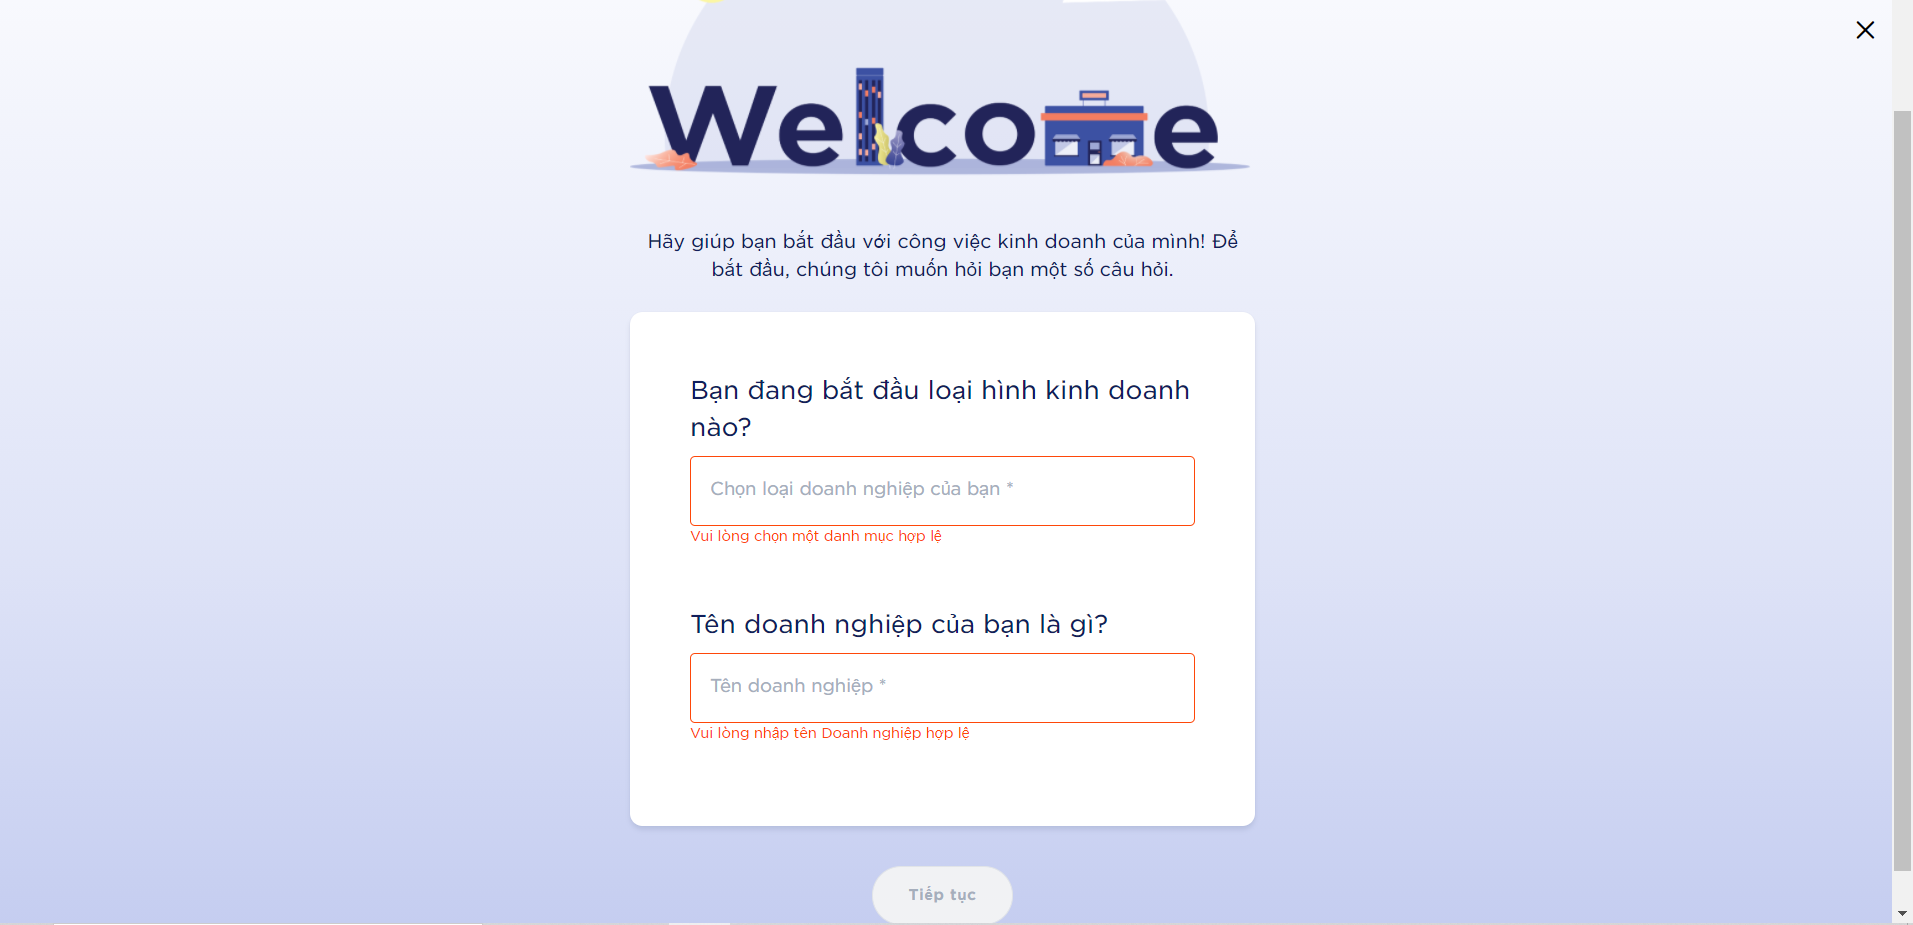 Welcome
Hãy giúp bạn bắt đầu với công việc kinh doanh của mình! Để
bắt đầu, chúng tôi muốn hỏi bạn một số câu hỏi.
Bạn đang bắt đầu loại hình kinh doanh
nào?
Chọn loại doanh nghiệp của bạn *
Vui lòng chọn một danh mục hợp lệ
Tên doanh nghiệp của bạn là gì?
Tên doanh nghiệp *
Vui lòng nhập tên Doanh nghiệp hợp lệ
Tiếp tục